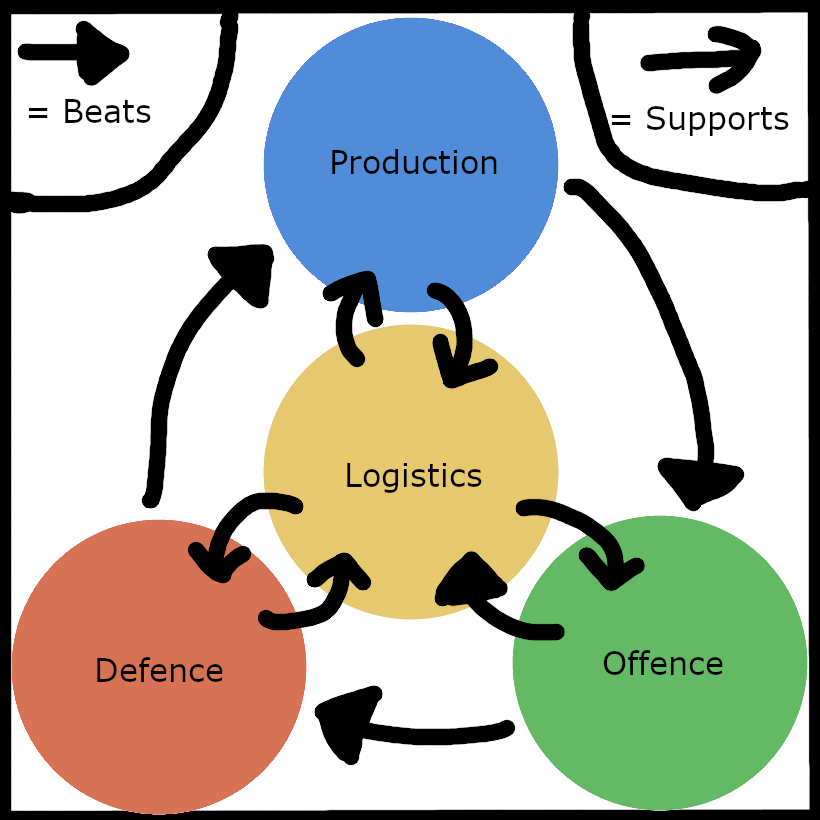 = Beats
= Supports
Production
Logistics
Defence
Offence